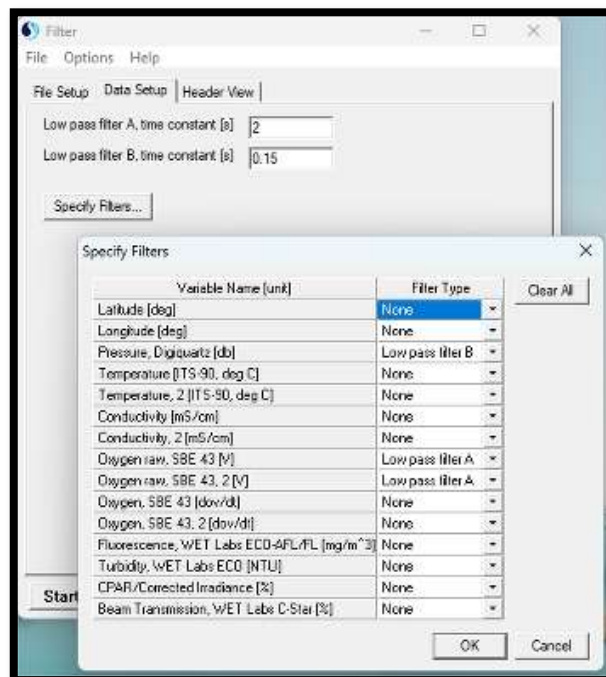 Filter
File Options Help
File Setup Data Setup Header View
Low pass filter A, time constant [s] 2
Low pass filter B, time constant [s] 0.15
Specify Filters...
Specify Filters
Variable Name [unit] Filter Type Clear All
Latitude [deg] None
Longitude [deg] None
Pressure, Digiquartz [db] Low pass filter B
Temperature [ITS-90, deg C] None
Temperature, 2 [ITS-90, deg C] None
Conductivity [mS/cm] None
Conductivity, 2 [mS/cm] None
Oxygen raw, SBE 43 [V] Low pass filter A
Oxygen raw, SBE 43, 2 [V] Low pass filter A
Oxygen, SBE 43 [dov/dt] None
Oxygen, SBE 43, 2 [dov/dt] None
Fluorescence, WET Labs ECO-AFL/FL [mg/m^3] None
Turbidity, WET Labs ECO [NTU] None
CPAR/Corrected Irradiance [%] None
Beam Transmission, WET Labs C-Star [%] None
Start
OK Cancel